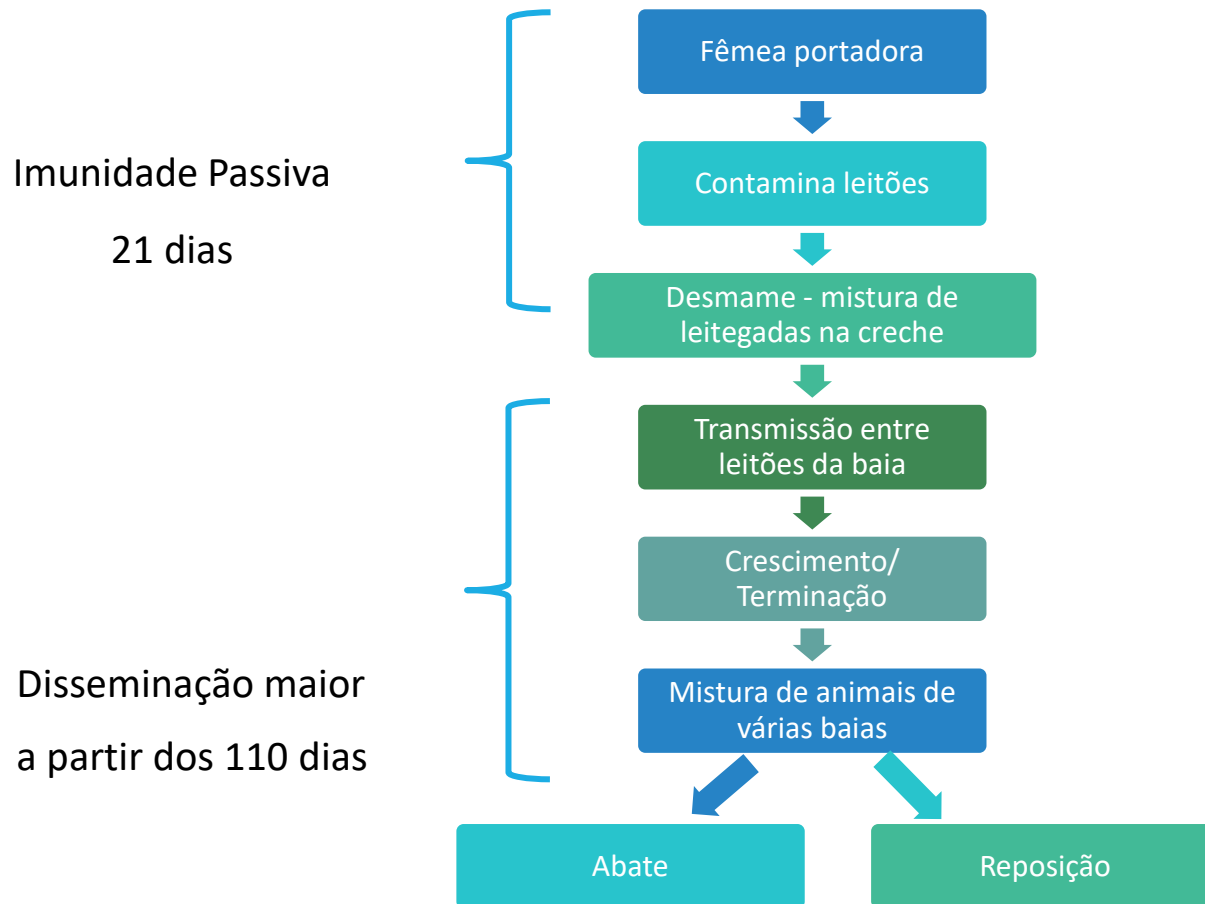 Fêmea portadora
Contamina leitões
Imunidade Passiva
21 dias
Desmame - mistura de
leitegadas na creche
Transmissão entre
leitões da baia
Crescimento/
Terminação
Disseminação maior
a partir dos 110 dias
Mistura de animais de
várias baias
Abate
Reposição